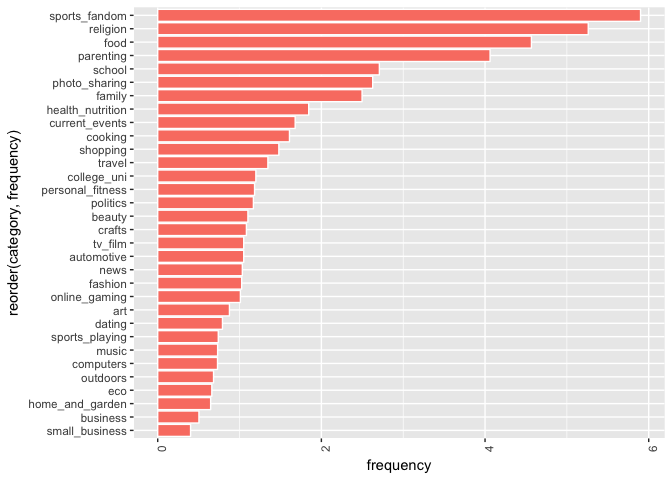 sports_fandom
religion
food
parenting
school
photo_sharing
family
health_nutrition
current_events
cooking
shopping
travel
college_uni
personal_fitness
politics
beauty
crafts
tv_film
automotive
news
fashion
online_gaming
art
dating
sports_playing
music
computers
outdoors
eco
home_and_garden
business
small_business
reorder(category, frequency)
0
2
4
6
frequency